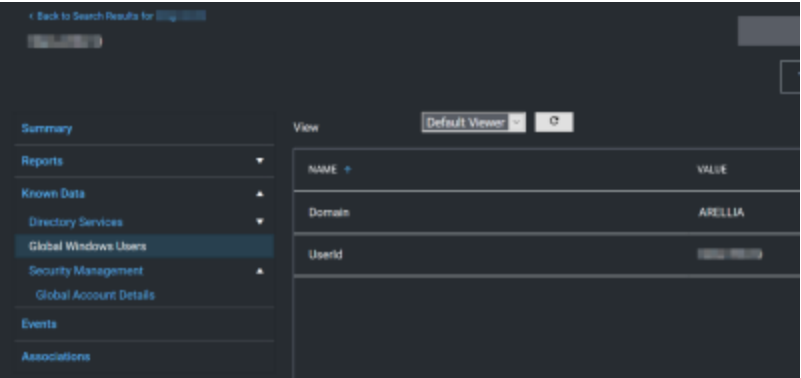 < Back to Search Results for
Summary
Reports
Known Data
Directory Services
Global Windows Users
Security Management
Global Account Details
Events
Associations
View Default Viewer
NAME VALUE
Domain ARELLIA
UserId